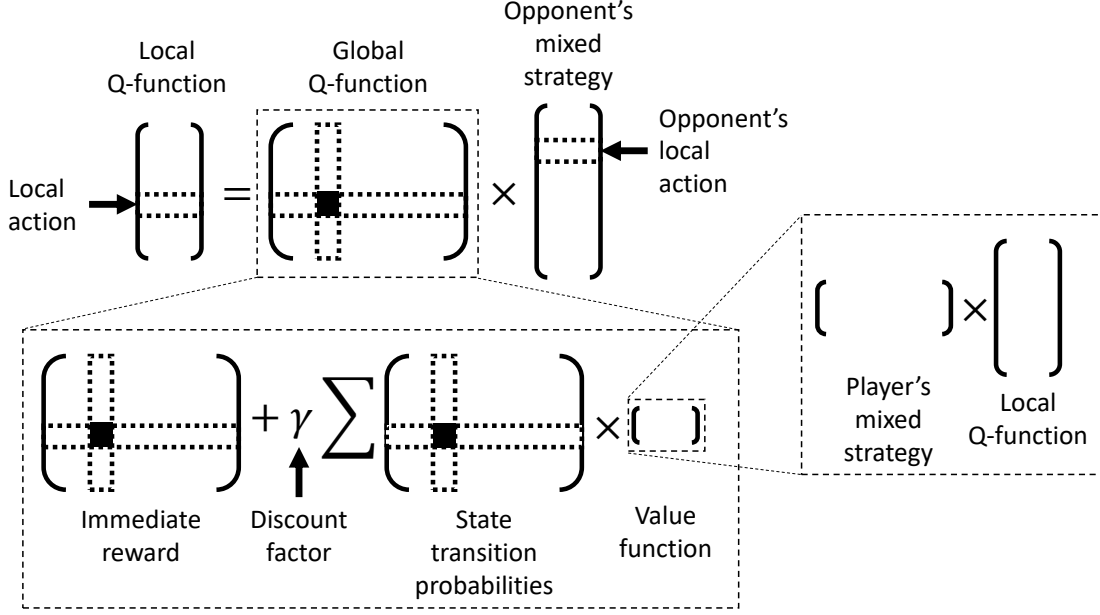 Opponent's
mixed
strategy
Local
Q-function
Global
Q-function
Opponent's
local
action
Local
action
=
×
×
Player's
mixed
strategy
Local
Q-function
+ γ ∑
×
Immediate
reward
Discount
factor
State
transition
probabilities
Value
function